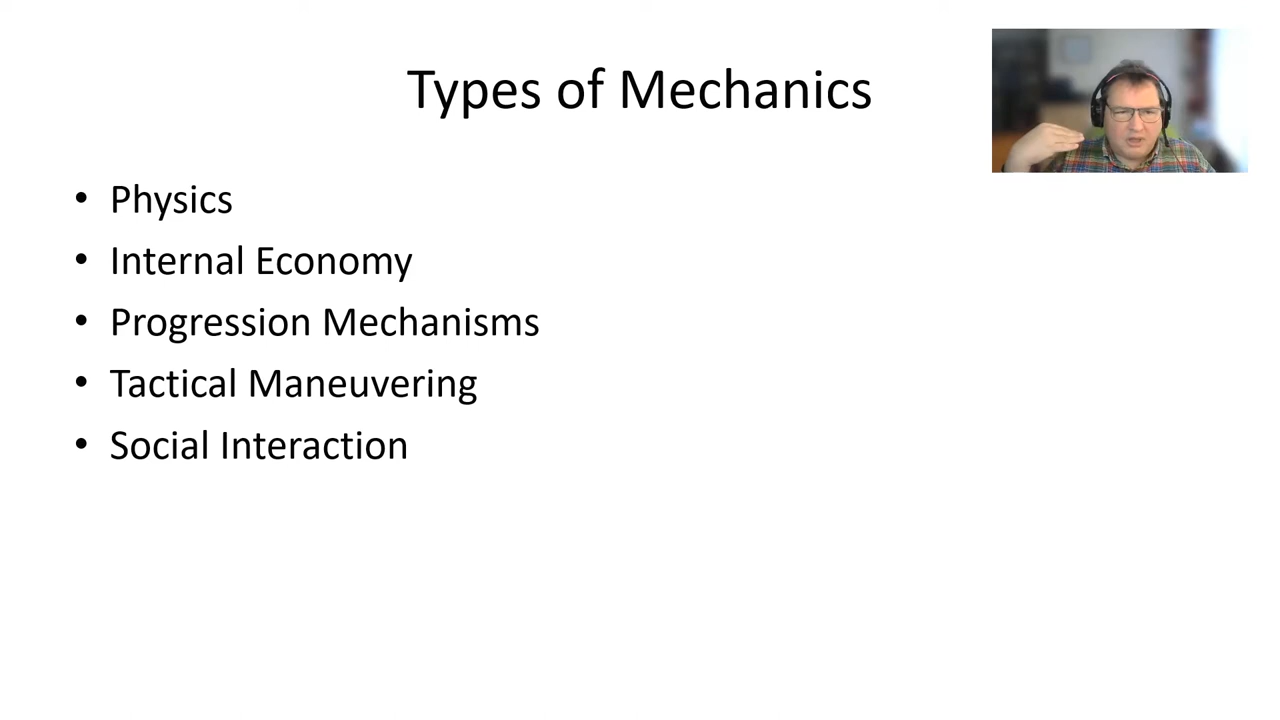 Types of Mechanics
• Physics
• Internal Economy
• Progression Mechanisms
• Tactical Maneuvering
• Social Interaction